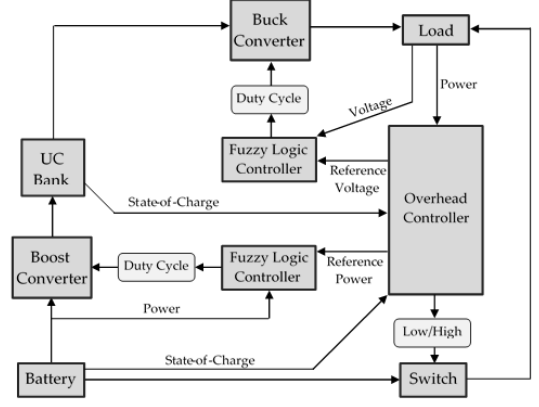 Buck
Converter
Load
Power
Duty Cycle
Voltage
Fuzzy Logic
Controller
Reference
Voltage
UC
Bank
State-of-Charge
Overhead
Controller
Boost
Converter
Duty Cycle
Fuzzy Logic
Controller
Reference
Power
Power
Low/High
State-of-Charge
Battery
Switch